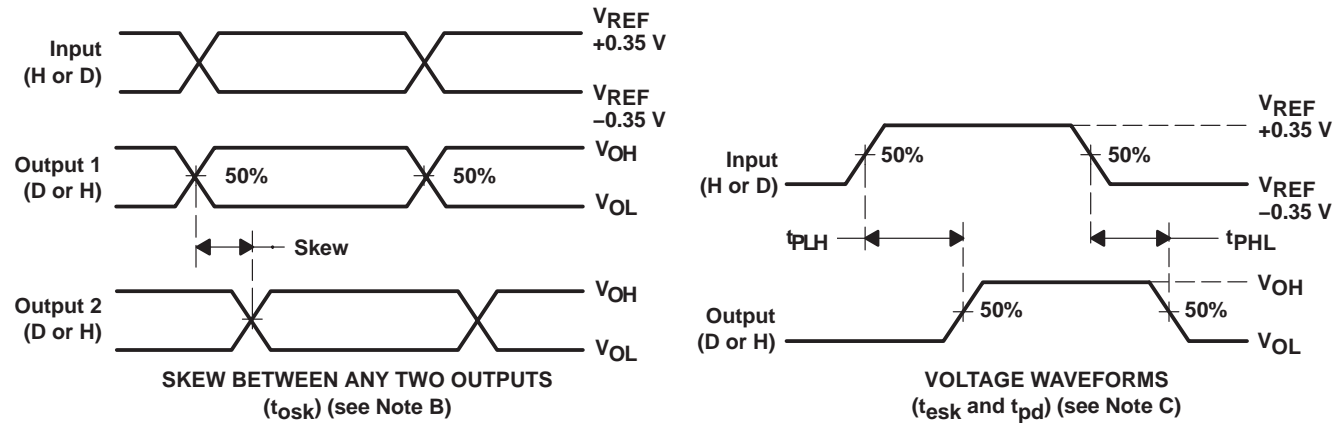 Input
(H or D)
VREF
+0.35 V
VREF
–0.35 V
Output 1
(D or H)
50%
50%
VOH
VOL
Skew
Output 2
(D or H)
VOH
VOL
SKEW BETWEEN ANY TWO OUTPUTS
(tosk) (see Note B)
VREF
+0.35 V
Input
(H or D)
50%
50%
VREF
–0.35 V
tPLH
tPHL
VOH
Output
(D or H)
50%
50%
VOL
VOLTAGE WAVEFORMS
(tesk and tpd) (see Note C)